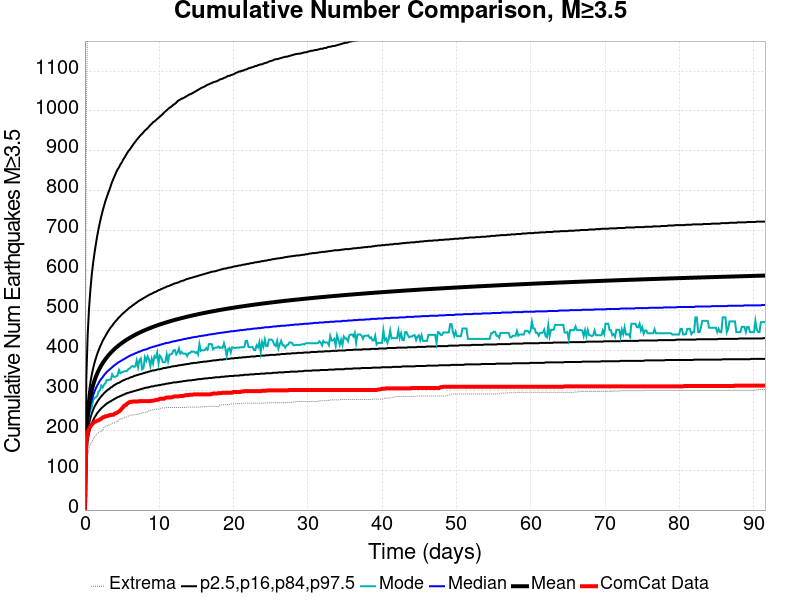 Cumulative Number Comparison, M≥3.5
Cumulative Num Earthquakes M≥3.5
1100
1000
900
800
700
600
500
400
300
200
100
0
0 10 20 30 40 50 60 70 80 90
Time (days)
Extrema p2.5,p16,p84,p97.5 Mode Median Mean ComCat Data